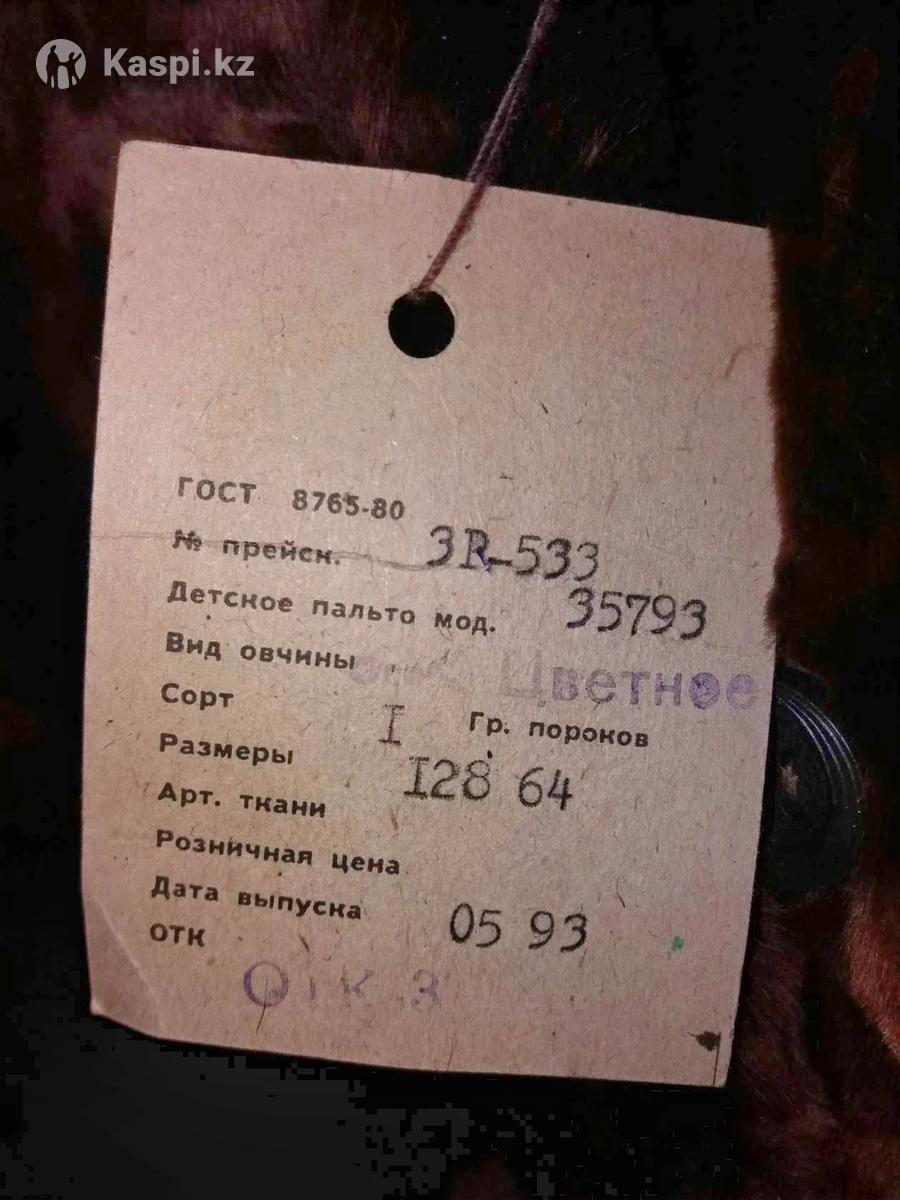 Kaspi.kz
ГОСТ 8765-80
№ прейск. 3R-533
Детское пальто мод. 35793
Вид овчины Цветное
Сорт I Гр. пороков
Размеры 128 64
Арт. ткани
Розничная цена
Дата выпуска 05 93
ОТК
ОТК 3